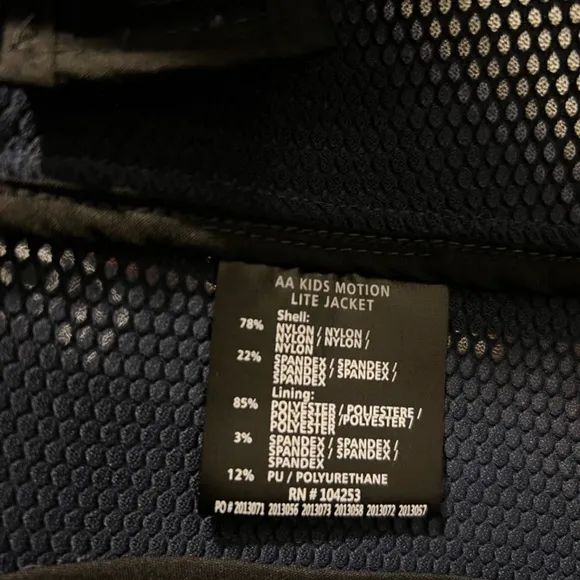 AA KIDS MOTION
LITE JACKET
Shell:
78% NYLON / NYLON /
NYLON / NYLON /
NYLON
22% SPANDEX / SPANDEX /
SPANDEX / SPANDEX /
SPANDEX
Lining:
85% POLYESTER / POLIESTERE /
POLYESTER /POLYESTER /
POLYESTER
3% SPANDEX / SPANDEX /
SPANDEX / SPANDEX /
SPANDEX
12% PU / POLYURETHANE
RN # 104253
PO # 2013071 2013056 2013073 2013058 2013072 2013057